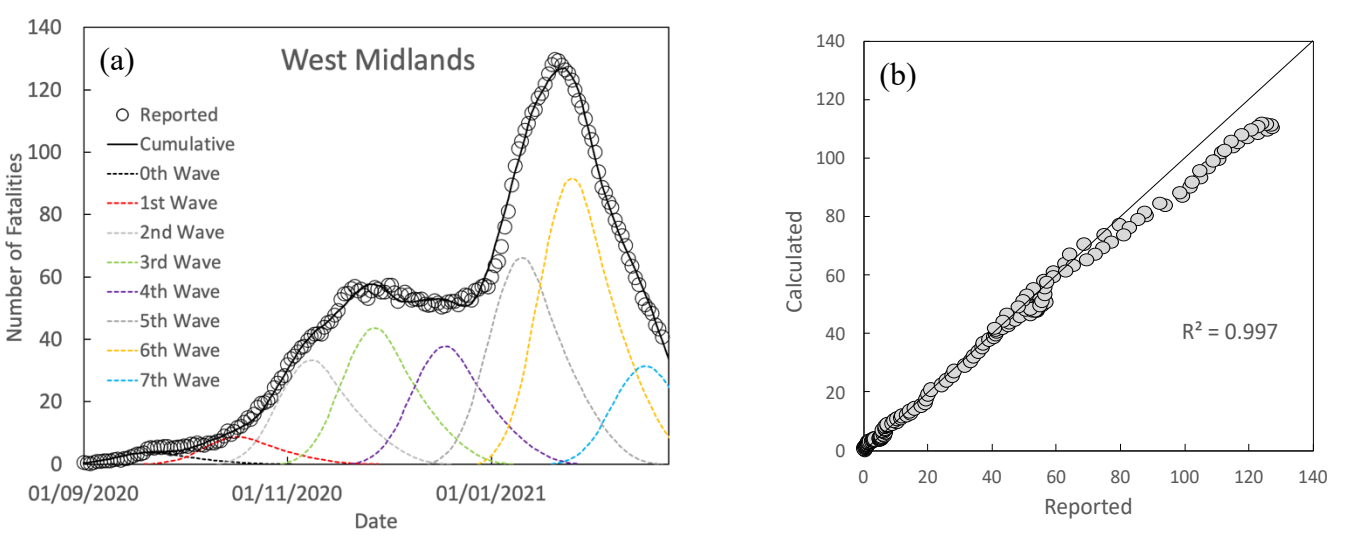 (a)
West Midlands
Number of Fatalities
140
120
100
80
60
40
20
0
Reported
Cumulative
0th Wave
1st Wave
2nd Wave
3rd Wave
4th Wave
5th Wave
6th Wave
7th Wave
01/09/2020 01/11/2020 01/01/2021
Date
(b)
Calculated
140
120
100
80
60
40
20
0
R² = 0.997
0 20 40 60 80 100 120 140
Reported